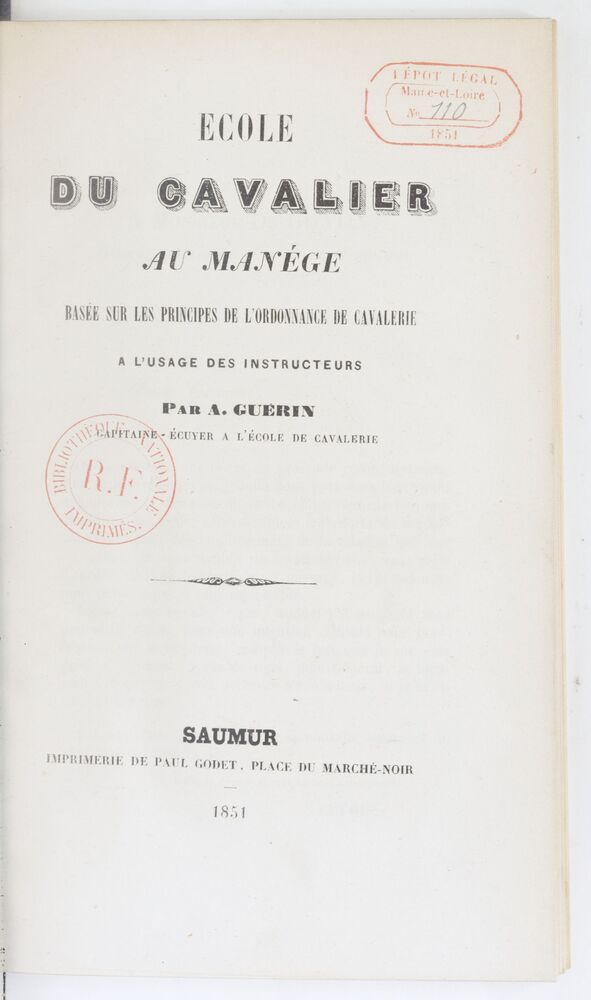 DÉPOT LÉGAL
Maine-et-Loire
No 110
1851
ECOLE
DU CAVALIER
AU MANÉGE
BASÉE SUR LES PRINCIPES DE L'ORDONNANCE DE CAVALERIE
A L'USAGE DES INSTRUCTEURS
PAR A. GUERIN
CAPITAINE-ÉCUYER A L'ÉCOLE DE CAVALERIE
BIBLIOTHÈQUE NATIONALE
R.F.
IMPRIMÉS.
SAUMUR
IMPRIMERIE DE PAUL GODET, PLACE DU MARCHÉ-NOIR
1851